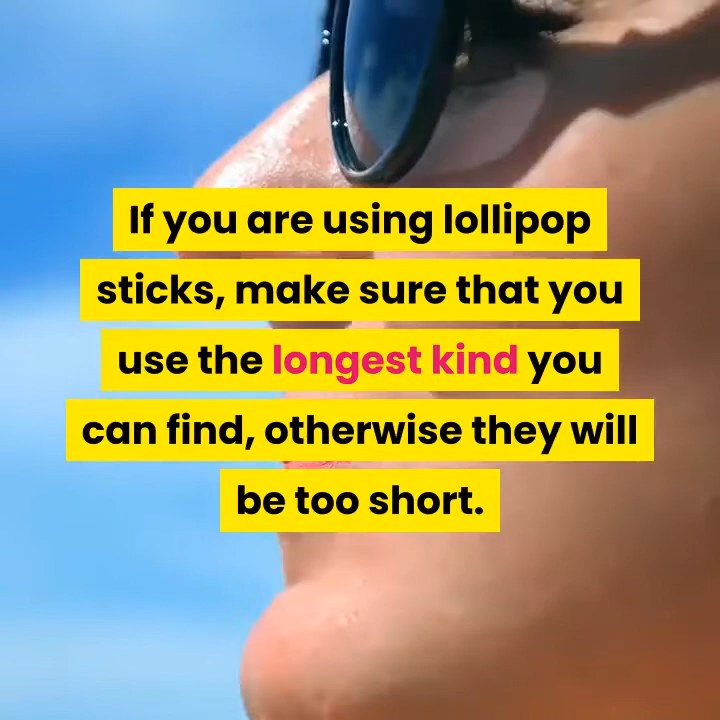 If you are using lollipop
sticks, make sure that you
use the longest kind you
can find, otherwise they will
be too short.